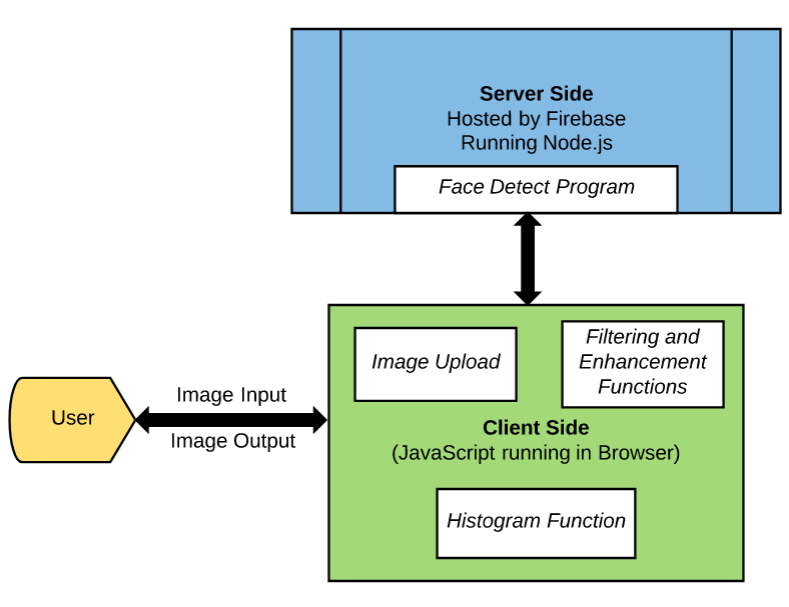 Server Side
Hosted by Firebase
Running Node.js
Face Detect Program
Image Upload
Filtering and
Enhancement
Functions
User
Image Input
Image Output
Client Side
(JavaScript running in Browser)
Histogram Function